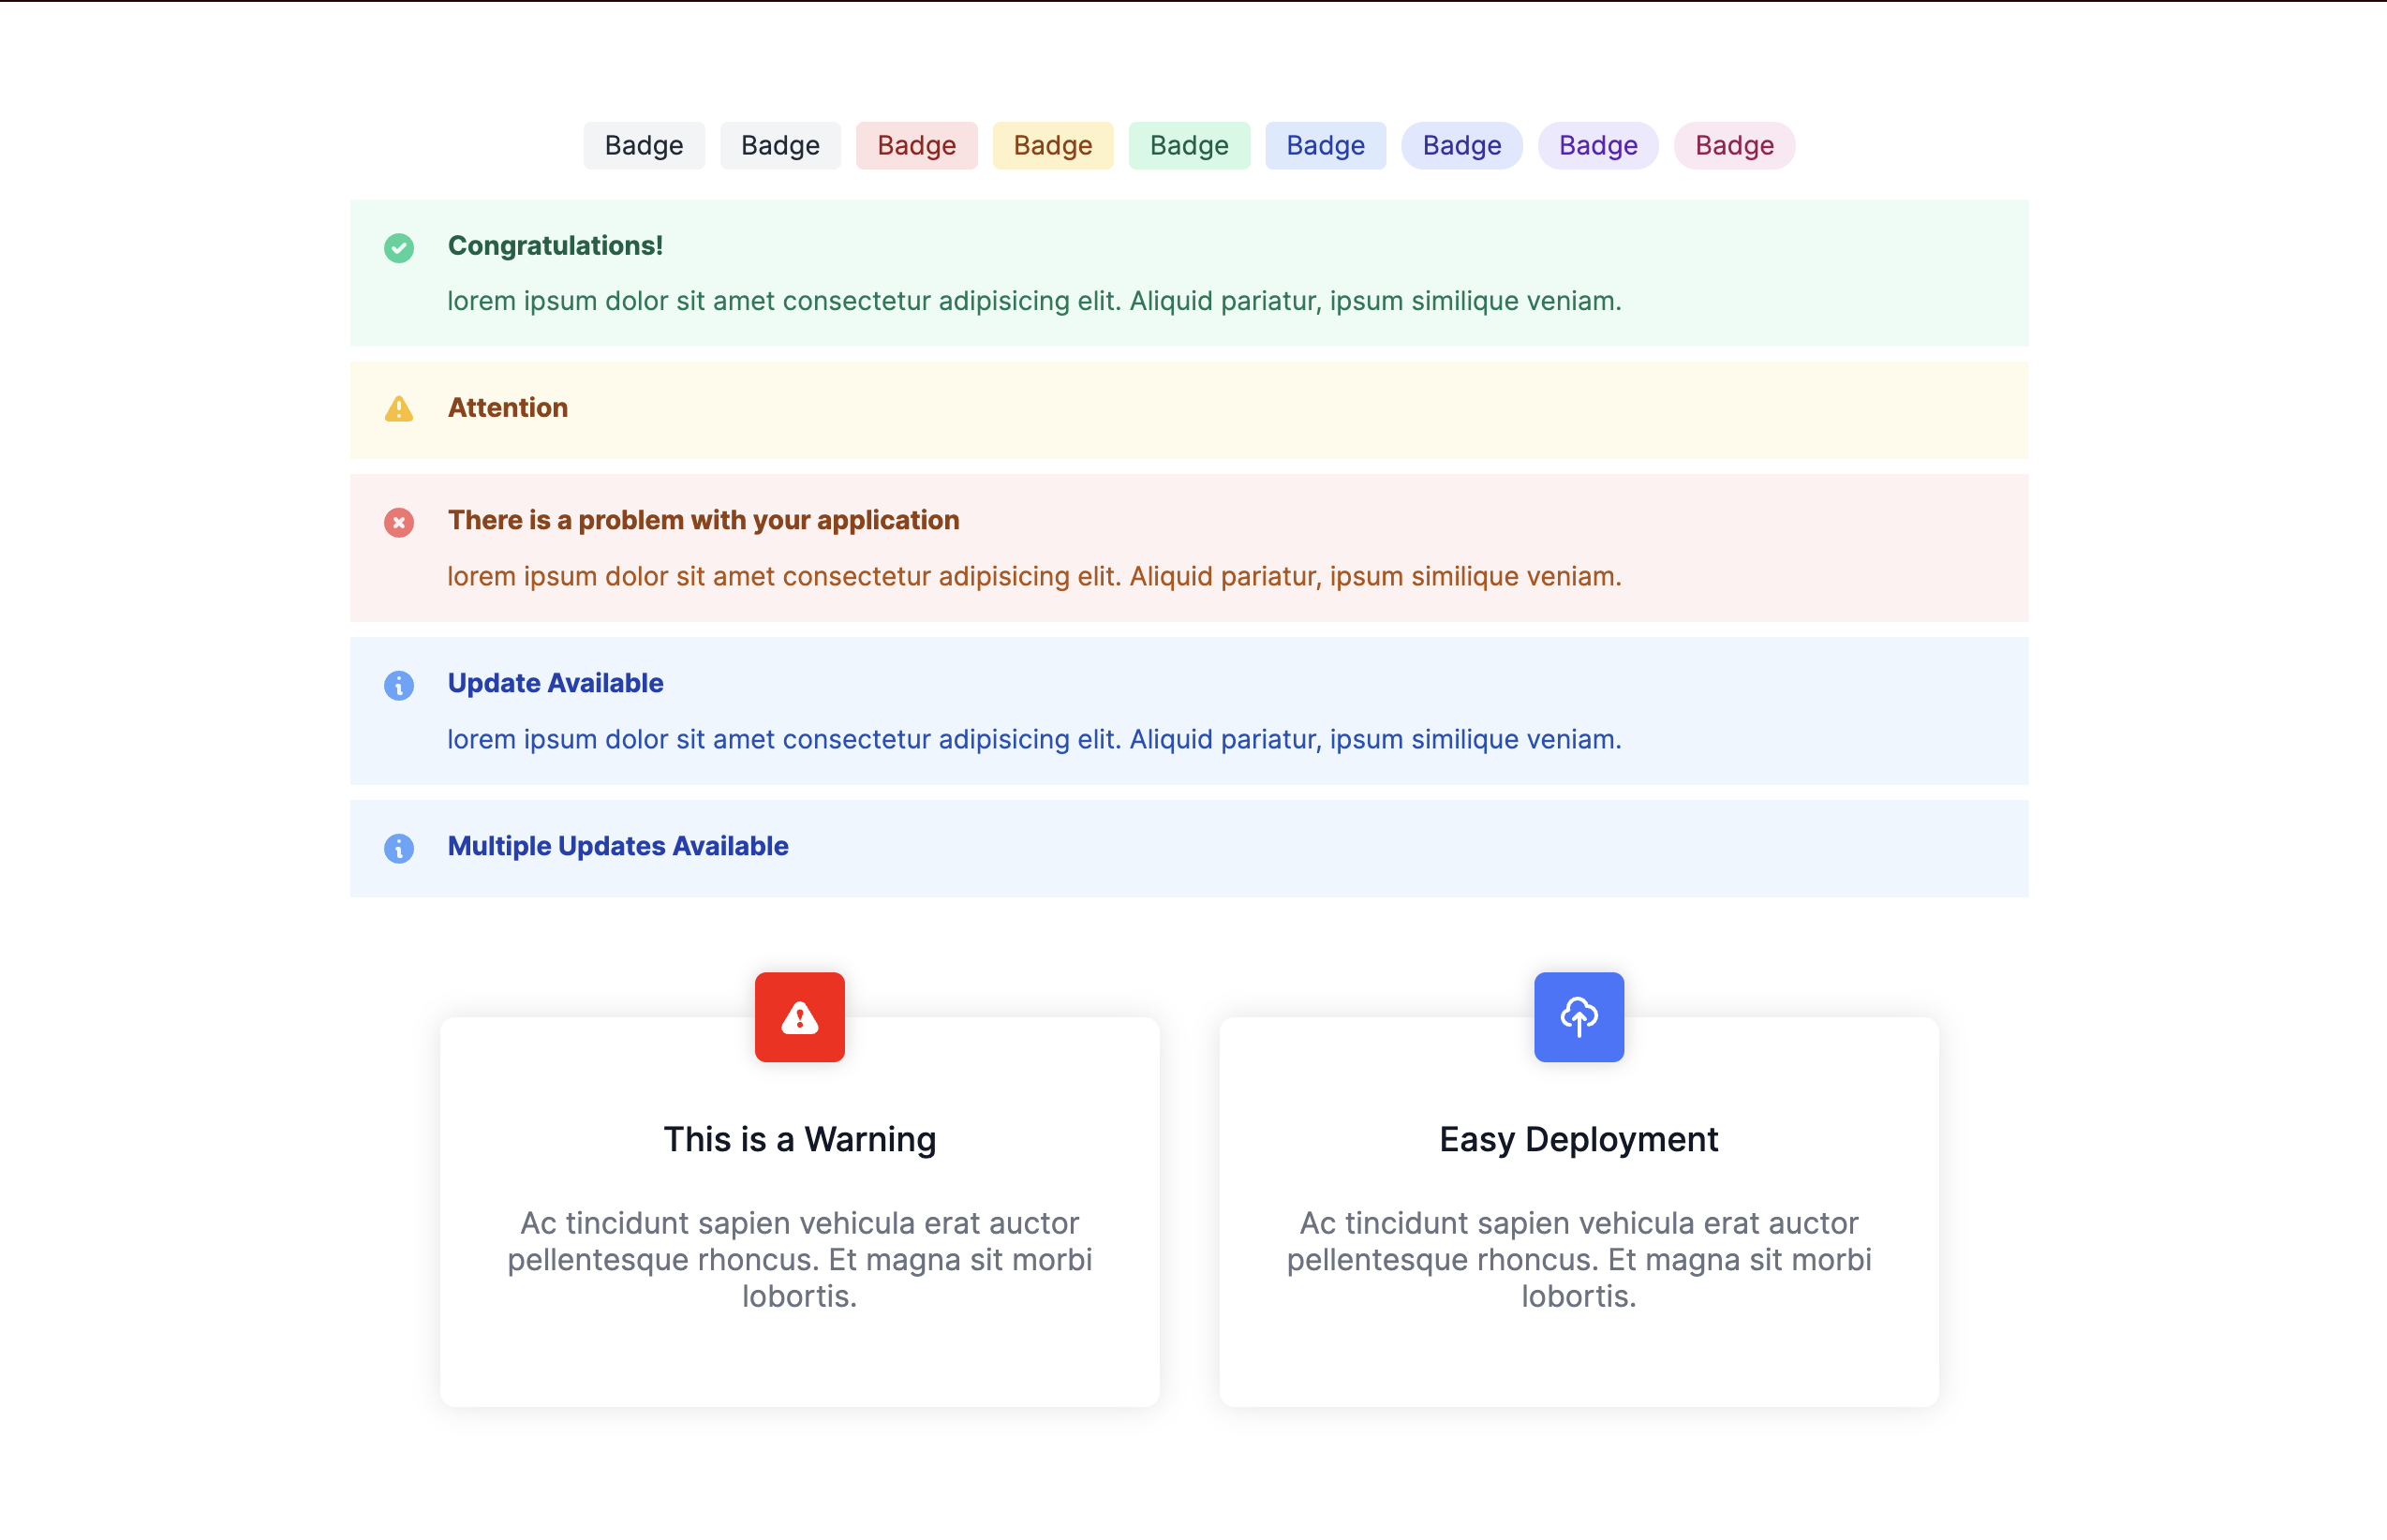 Badge Badge Badge Badge Badge Badge Badge Badge Badge
Congratulations!
lorem ipsum dolor sit amet consectetur adipisicing elit. Aliquid pariatur, ipsum similique veniam.
Attention
There is a problem with your application
lorem ipsum dolor sit amet consectetur adipisicing elit. Aliquid pariatur, ipsum similique veniam.
Update Available
lorem ipsum dolor sit amet consectetur adipisicing elit. Aliquid pariatur, ipsum similique veniam.
Multiple Updates Available
This is a Warning
Ac tincidunt sapien vehicula erat auctor
pellentesque rhoncus. Et magna sit morbi
lobortis.
Easy Deployment
Ac tincidunt sapien vehicula erat auctor
pellentesque rhoncus. Et magna sit morbi
lobortis.